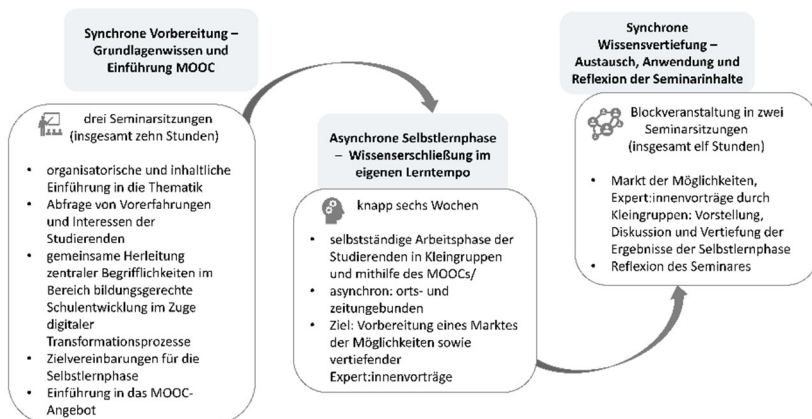 Synchrone Vorbereitung –
Grundlagenwissen und
Einführung MOOC
drei Seminarsitzungen
(insgesamt zehn Stunden)
• organisatorische und inhaltliche
Einführung in die Thematik
• Abfrage von Vorerfahrungen
und Interessen der
Studierenden
• gemeinsame Herleitung
zentraler Begrifflichkeiten im
Bereich bildungsgerechte
Schulentwicklung im Zuge
digitaler
Transformationsprozesse
• Zielvereinbarungen für die
Selbstlernphase
• Einführung in das MOOC-
Angebot
Asynchrone Selbstlernphase
– Wissenserschließung im
eigenen Lerntempo
knapp sechs Wochen
• selbstständige Arbeitsphase der
Studierenden in Kleingruppen
und mithilfe des MOOCs/
• asynchron: orts- und
zeitungebunden
• Ziel: Vorbereitung eines Marktes
der Möglichkeiten sowie
vertiefender
Expert:innenvorträge
Synchrone
Wissensvertiefung –
Austausch, Anwendung und
Reflexion der Seminarinhalte
Blockveranstaltung in zwei
Seminarsitzungen
(insgesamt elf Stunden)
• Markt der Möglichkeiten,
Expert:innenvorträge durch
Kleingruppen: Vorstellung,
Diskussion und Vertiefung der
Ergebnisse der Selbstlernphase
• Reflexion des Seminares